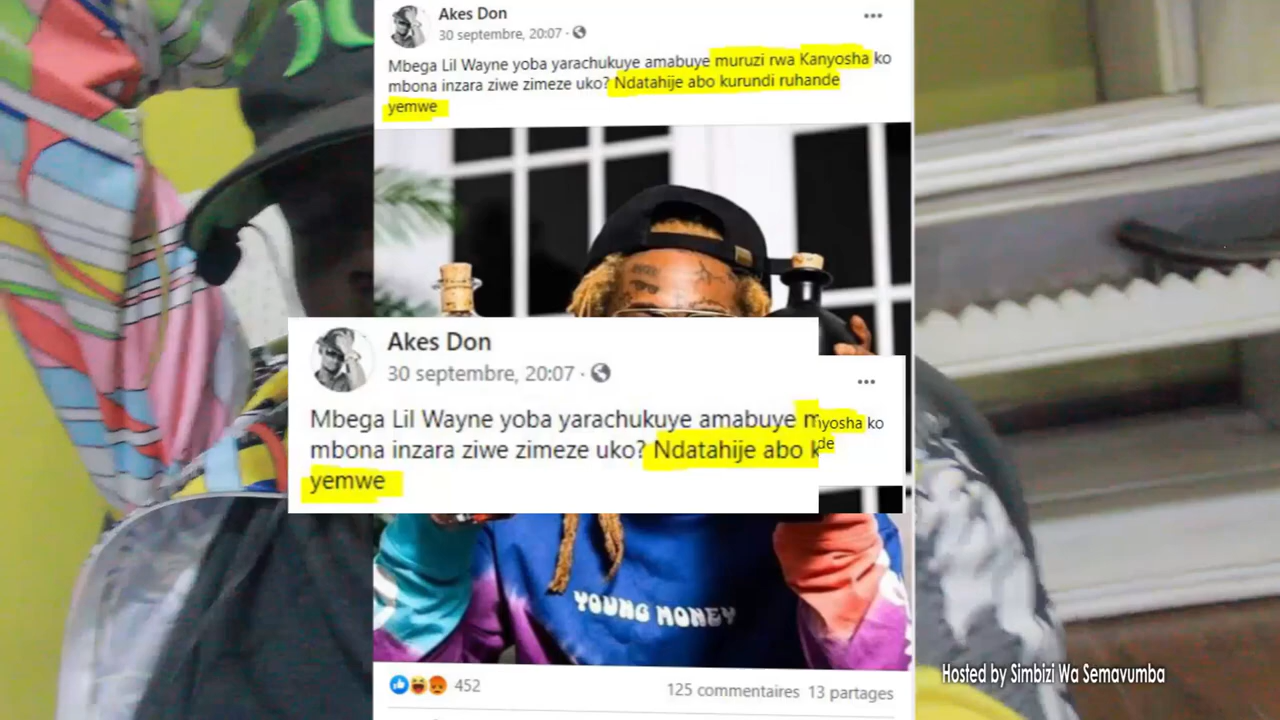 Akes Don
30 septembre, 20:07 ·
Mbega Lil Wayne yoba yarachukuye amabuye muruzi rwa Kanyosha ko
mbona inzara ziwe zimeze uko? Ndatahije abo kurundi ruhande
yemwe
Akes Don
30 septembre, 20:07 ·
Mbega Lil Wayne yoba yarachukuye amabuye m
nyosha ko
mbona inzara ziwe zimeze uko? Ndatahije abo k
de
yemwe
YOUNG MONEY
452
125 commentaires 13 partages
Hosted by Simbizi Wa Semavumba